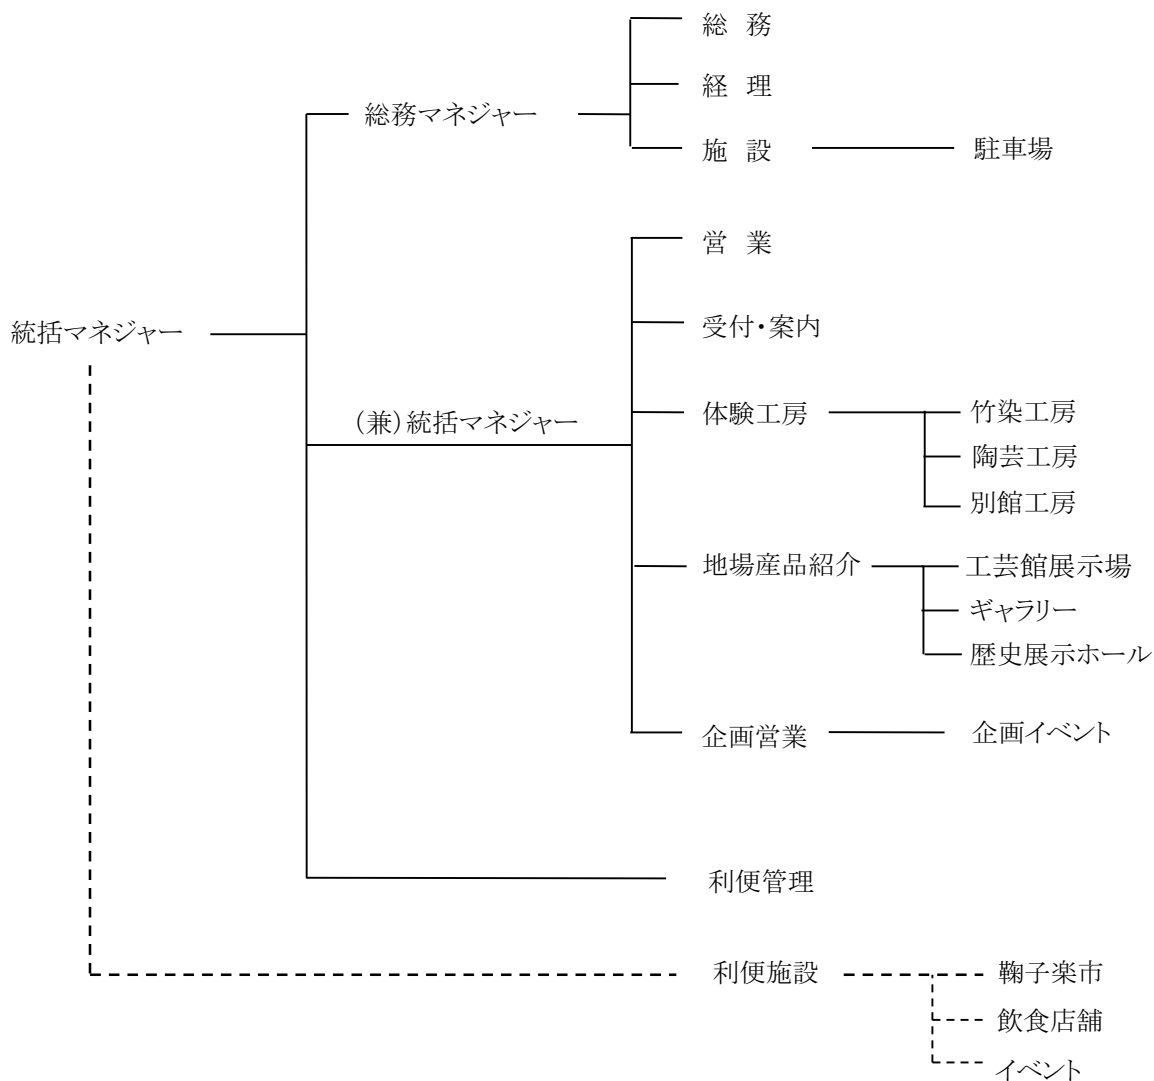 総　務
経　理
総務マネジャー
施　設
駐車場
営　業
受付・案内
統括マネジャー
（兼）統括マネジャー
体験工房
竹染工房
陶芸工房
別館工房
地場産品紹介
工芸館展示場
ギャラリー
歴史展示ホール
企画営業
企画イベント
利便管理
利便施設
鞠子楽市
飲食店舗
イベント